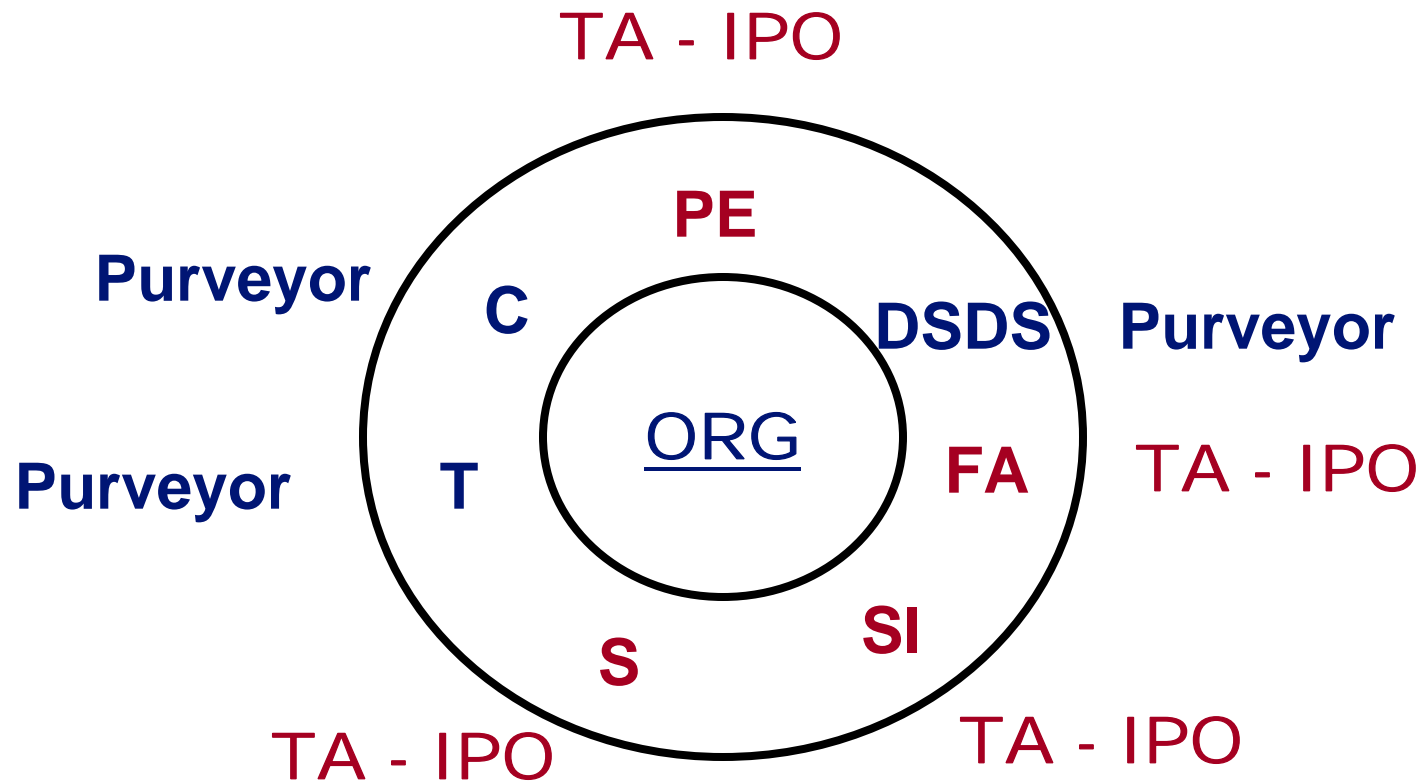 TA - IPO
PE
Purveyor
C
DSDS
Purveyor
ORG
FA
TA - IPO
Purveyor
T
SI
S
TA - IPO
TA - IPO